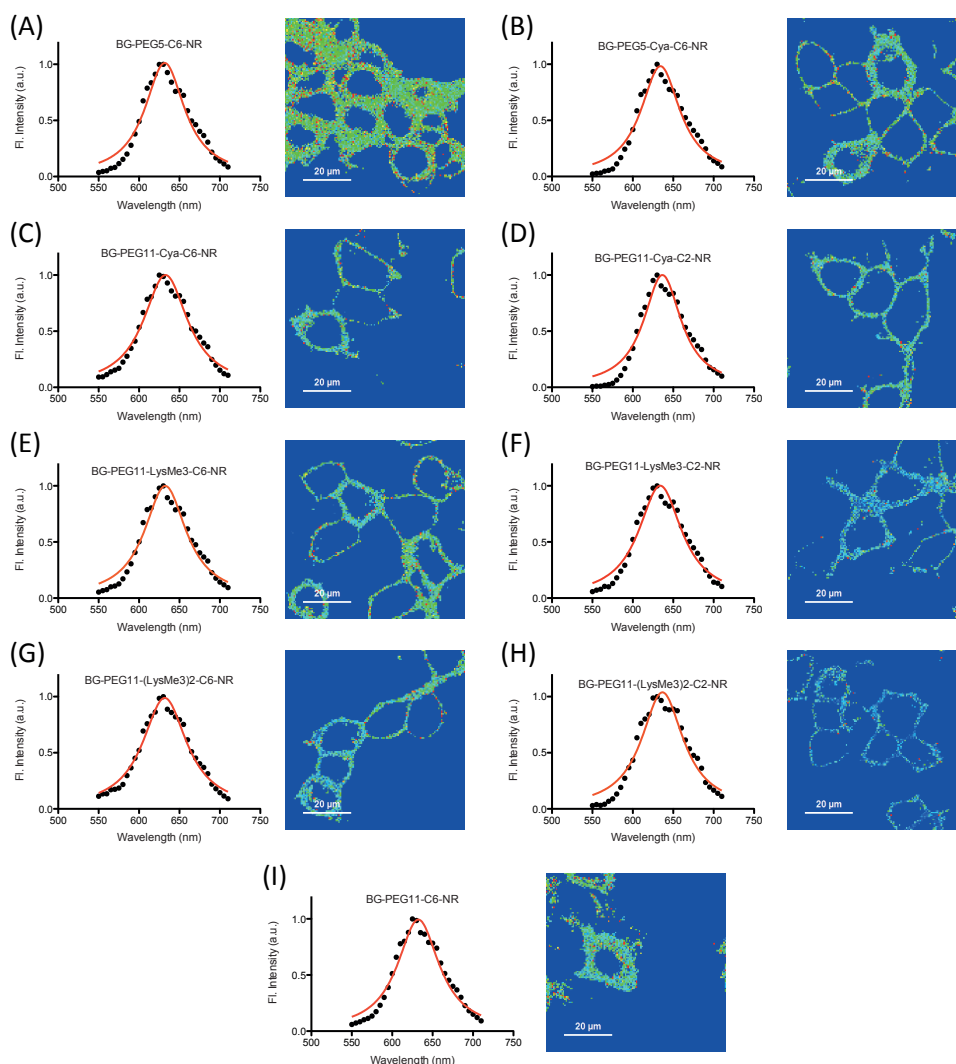 (A)
BG-PEG5-C6-NR
Fl. Intensity (a.u.)
1.0
0.5
0.0
500 550 600 650 700 750
Wavelength (nm)
20 µm
(B)
BG-PEG5-Cya-C6-NR
Fl. Intensity (a.u.)
1.0
0.5
0.0
500 550 600 650 700 750
Wavelength (nm)
20 µm
(C)
BG-PEG11-Cya-C6-NR
Fl. Intensity (a.u.)
1.0
0.5
0.0
500 550 600 650 700 750
Wavelength (nm)
20 µm
(D)
BG-PEG11-Cya-C2-NR
Fl. Intensity (a.u.)
1.0
0.5
0.0
500 550 600 650 700 750
Wavelength (nm)
20 µm
(E)
BG-PEG11-LysMe3-C6-NR
Fl. Intensity (a.u.)
1.0
0.5
0.0
500 550 600 650 700 750
Wavelength (nm)
20 µm
(F)
BG-PEG11-LysMe3-C2-NR
Fl. Intensity (a.u.)
1.0
0.5
0.0
500 550 600 650 700 750
Wavelength (nm)
20 µm
(G)
BG-PEG11-(LysMe3)2-C6-NR
Fl. Intensity (a.u.)
1.0
0.5
0.0
500 550 600 650 700 750
Wavelength (nm)
20 µm
(H)
BG-PEG11-(LysMe3)2-C2-NR
Fl. Intensity (a.u.)
1.0
0.5
0.0
500 550 600 650 700 750
Wavelength (nm)
20 µm
(I)
BG-PEG11-C6-NR
Fl. Intensity (a.u.)
1.0
0.5
0.0
500 550 600 650 700 750
Wavelength (nm)
20 µm